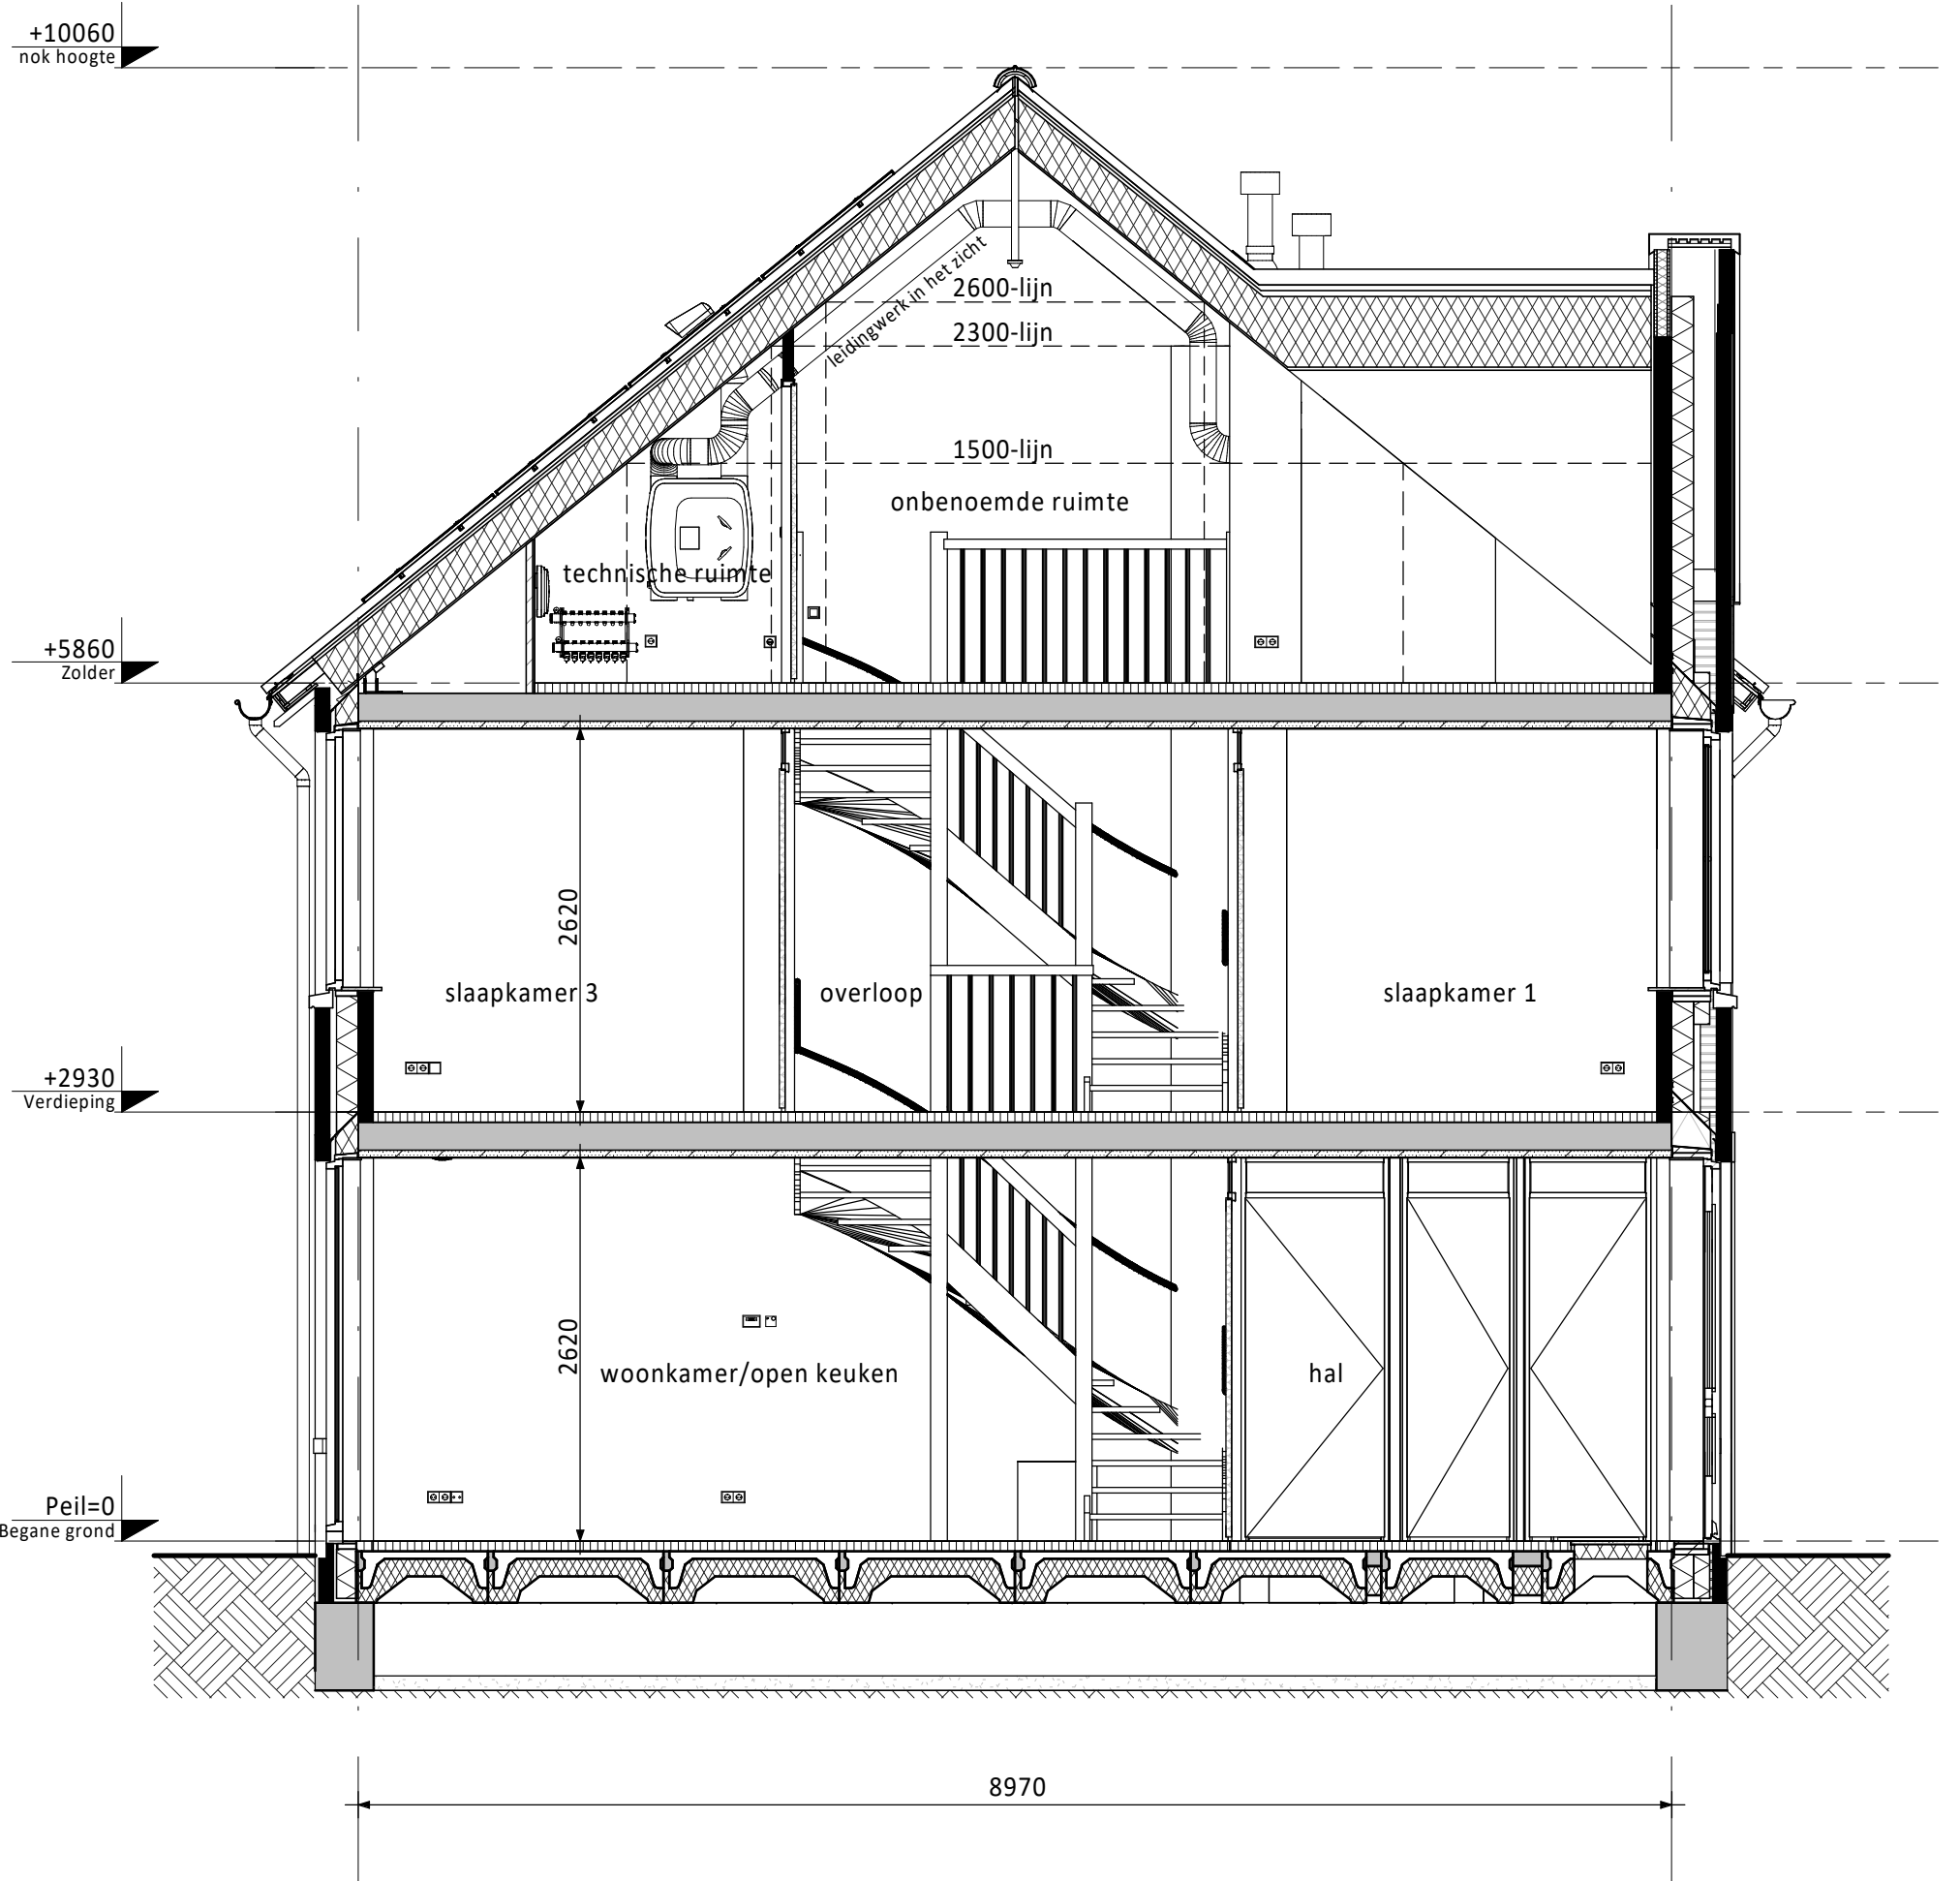 +10060
nok hoogte
leidingwerk in het zicht
2600-lijn
2300-lijn
1500-lijn
onbenoemde ruimte
technische ruimte
+5860
Zolder
2620
slaapkamer 3
overloop
slaapkamer 1
+2930
Verdieping
2620
woonkamer/open keuken
hal
Peil=0
Begane grond
8970